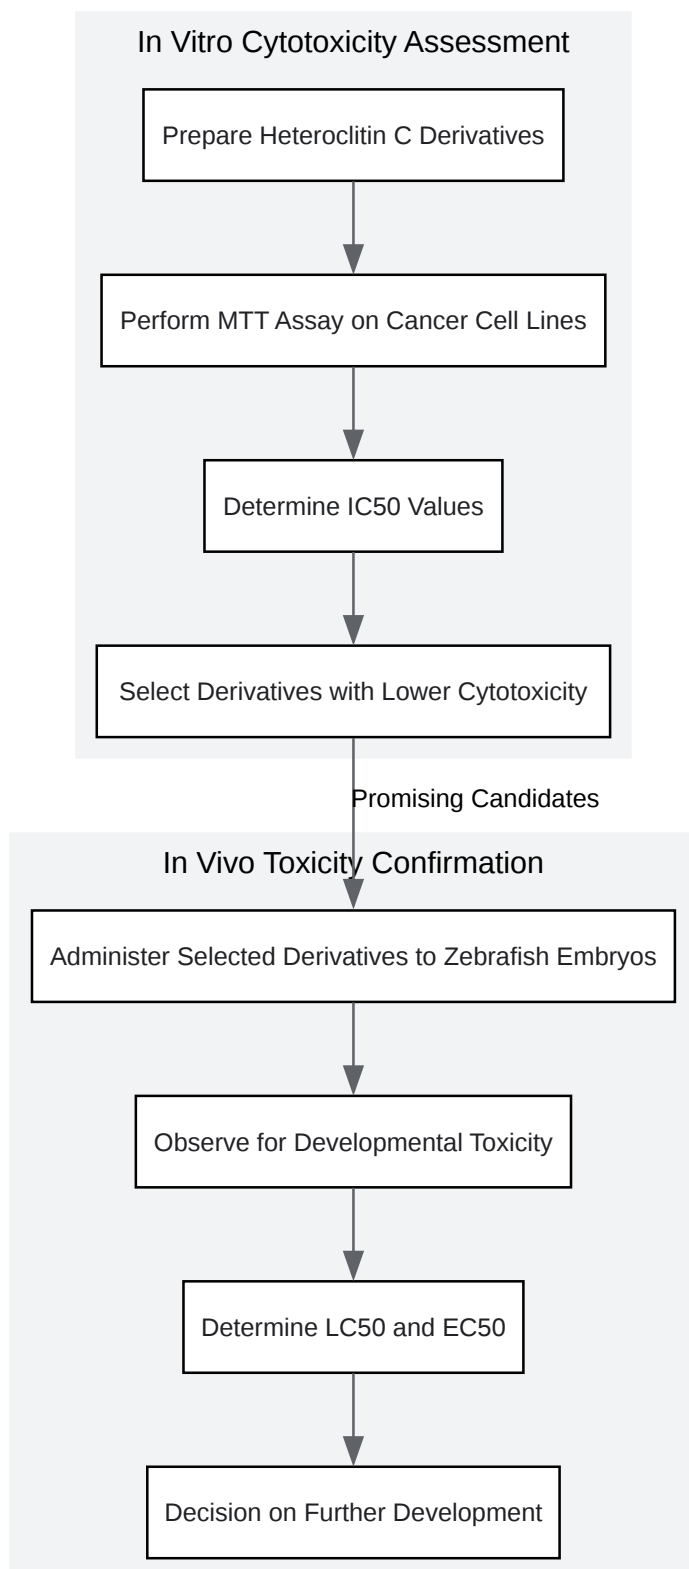 In Vitro Cytotoxicity Assessment
Prepare Heteroclitin C Derivatives
Perform MTT Assay on Cancer Cell Lines
Determine IC50 Values
Select Derivatives with Lower Cytotoxicity
Promising Candidates
In Vivo Toxicity Confirmation
Administer Selected Derivatives to Zebrafish Embryos
Observe for Developmental Toxicity
Determine LC50 and EC50
Decision on Further Development